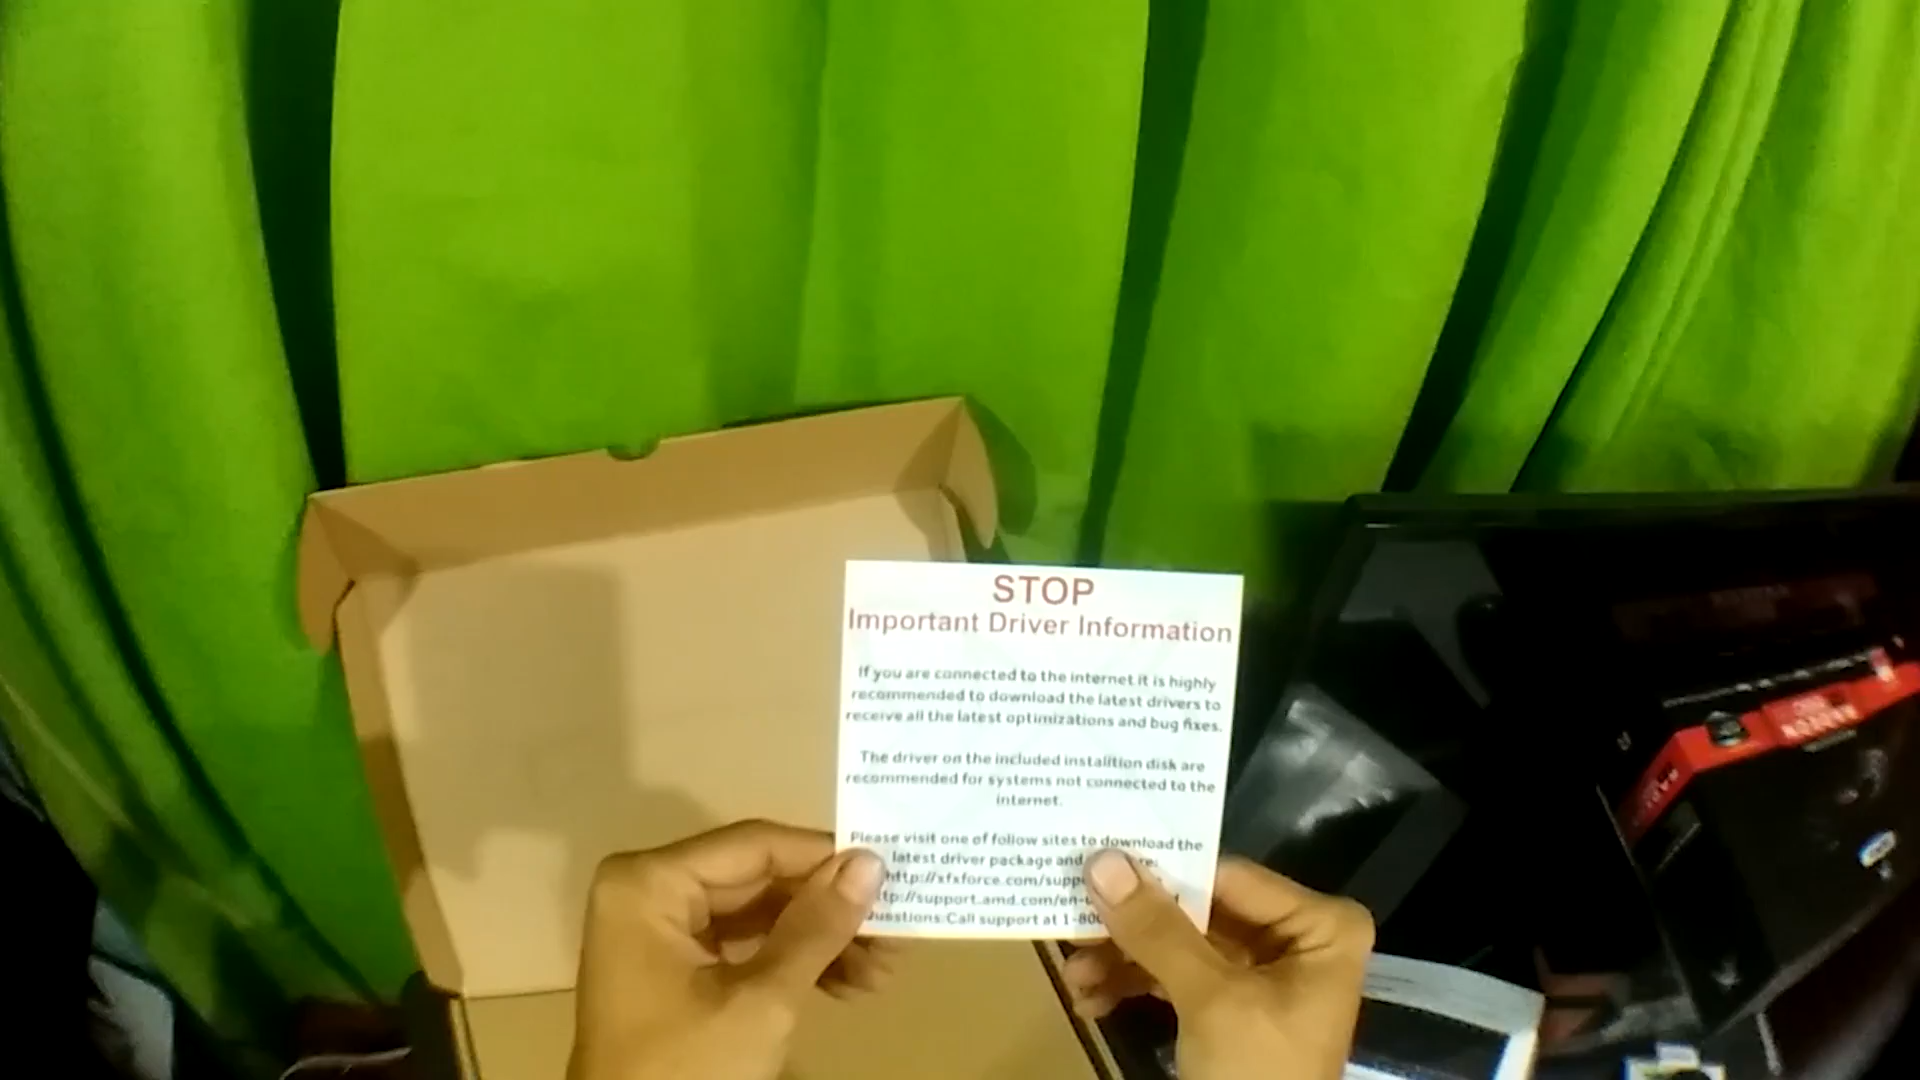 STOP
Important Driver Information
If you are connected to the internet it is highly
recommended to download the latest drivers to
receive all the latest optimizations and bug fixes.
The driver on the included installtion disk are
recommended for systems not connected to the
internet.
Please visit one of follow sites to download the
latest driver package and
http://xfxforce.com/supp
tp://support.amd.com/en-
Questions:Call support at 1-800
RADEON